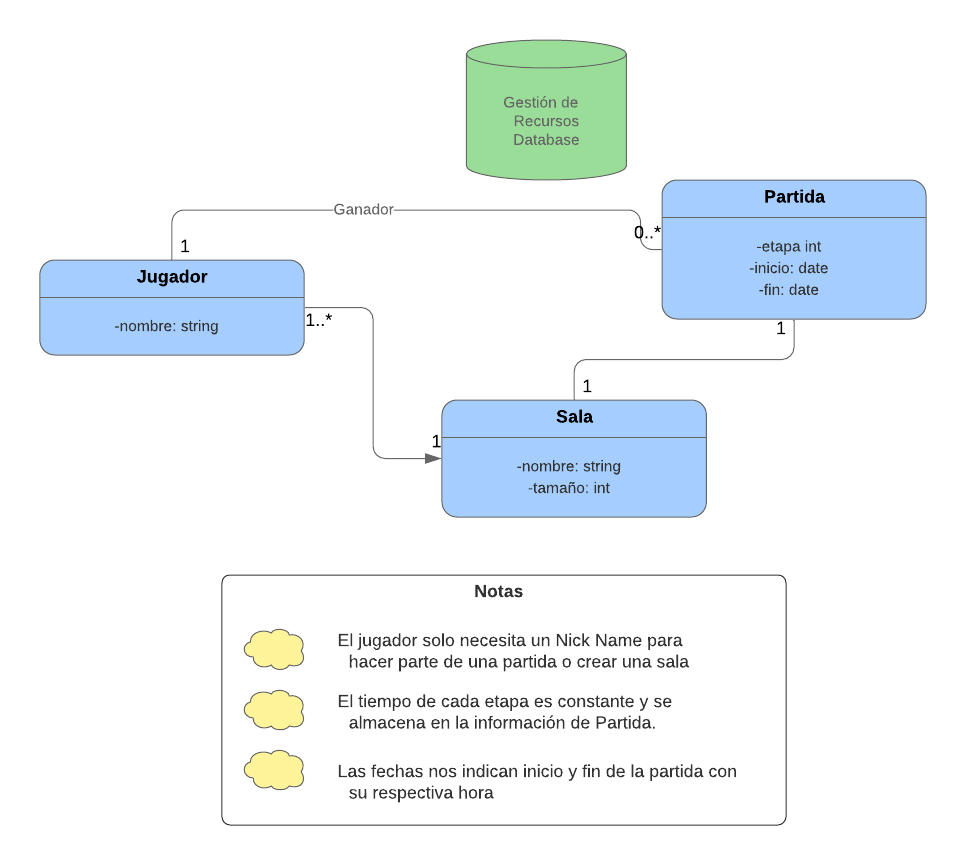 Gestión de
Recursos
Database
Partida
-etapa int
-inicio: date
-fin: date
Ganador
0..*
1
Jugador
-nombre: string
1..*
1
1
1
Sala
-nombre: string
-tamaño: int
Notas
El jugador solo necesita un Nick Name para
hacer parte de una partida o crear una sala
El tiempo de cada etapa es constante y se
almacena en la información de Partida.
Las fechas nos indican inicio y fin de la partida con
su respectiva hora